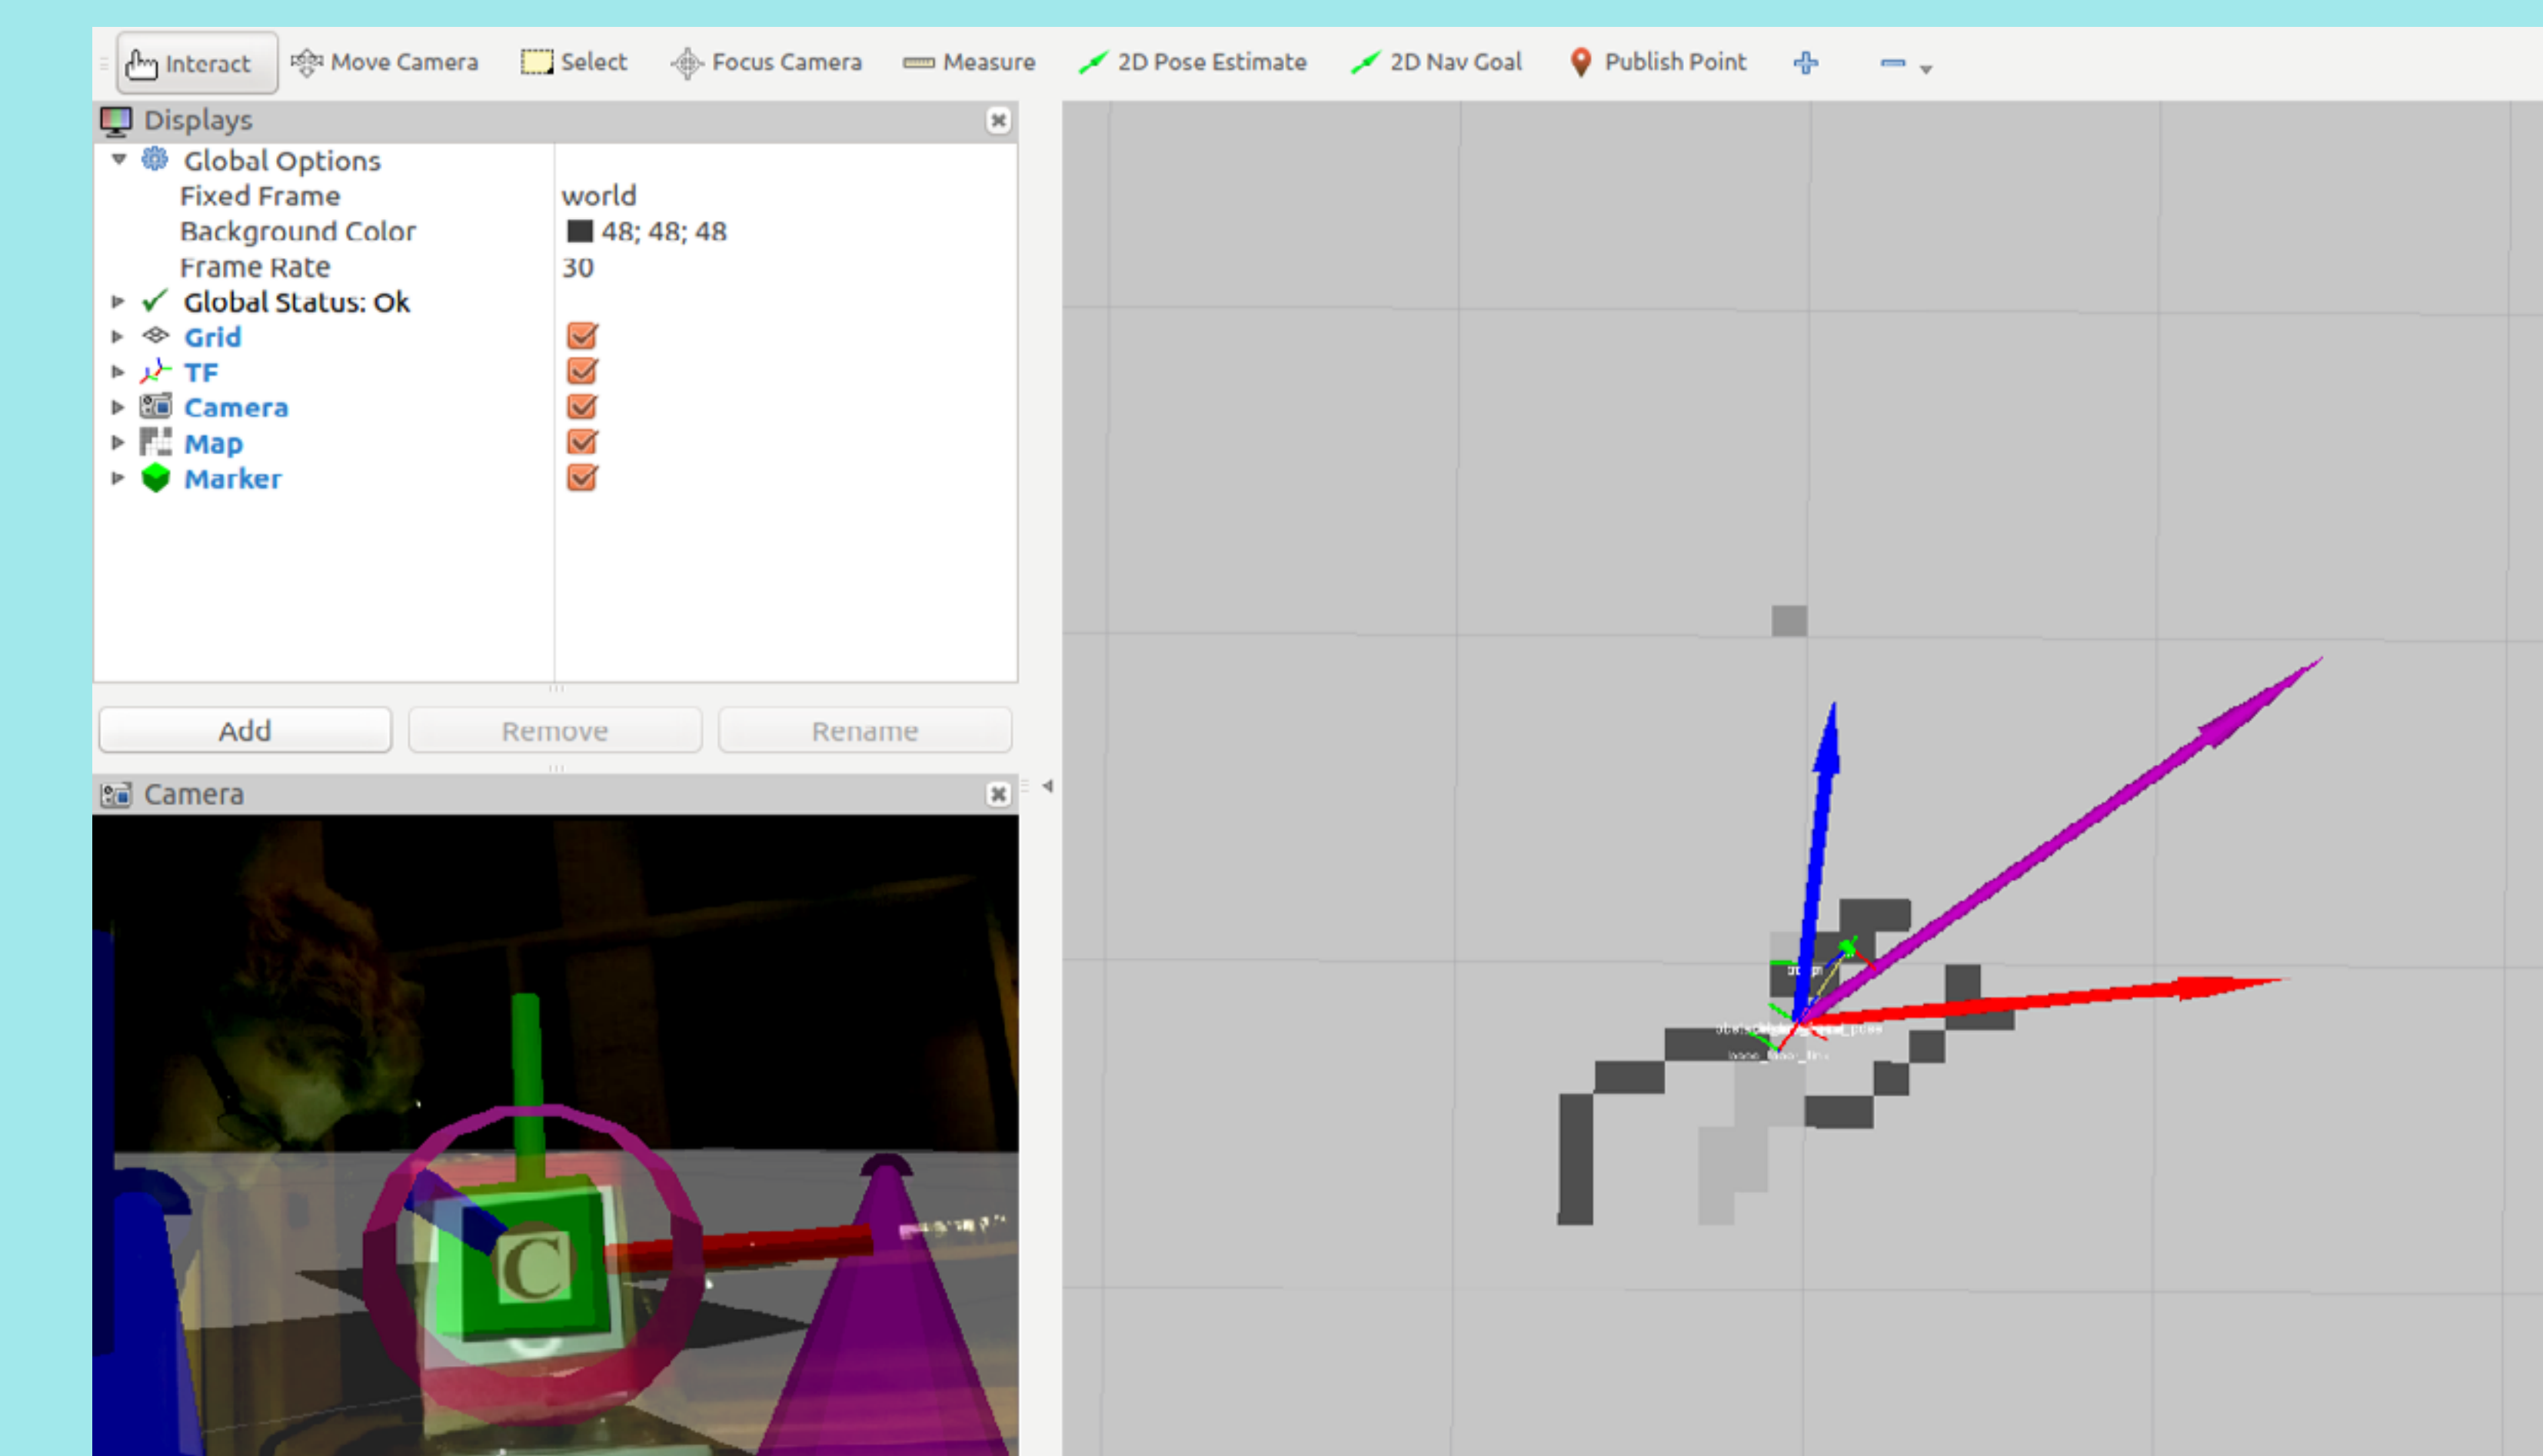 Interact Move Camera Select Focus Camera Measure 2D Pose Estimate 2D Nav Goal Publish Point
Displays
Global Options
Fixed Frame world
Background Color 48; 48; 48
Frame Rate 30
Global Status: Ok
Grid
TF
Camera
Map
Marker
Add Remove Rename
Camera
C